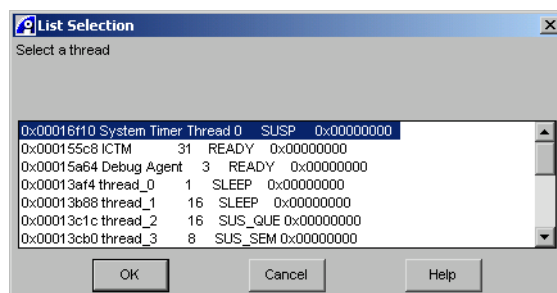 List Selection
Select a thread
0x00016f10 System Timer Thread 0 SUSP 0x00000000
0x000155c8 ICTM 31 READY 0x00000000
0x00015a64 Debug Agent 3 READY 0x00000000
0x00013af4 thread_0 1 SLEEP 0x00000000
0x00013b88 thread_1 16 SLEEP 0x00000000
0x00013c1c thread_2 16 SUS_QUE 0x00000000
0x00013cb0 thread_3 8 SUS_SEM 0x00000000
OK Cancel Help